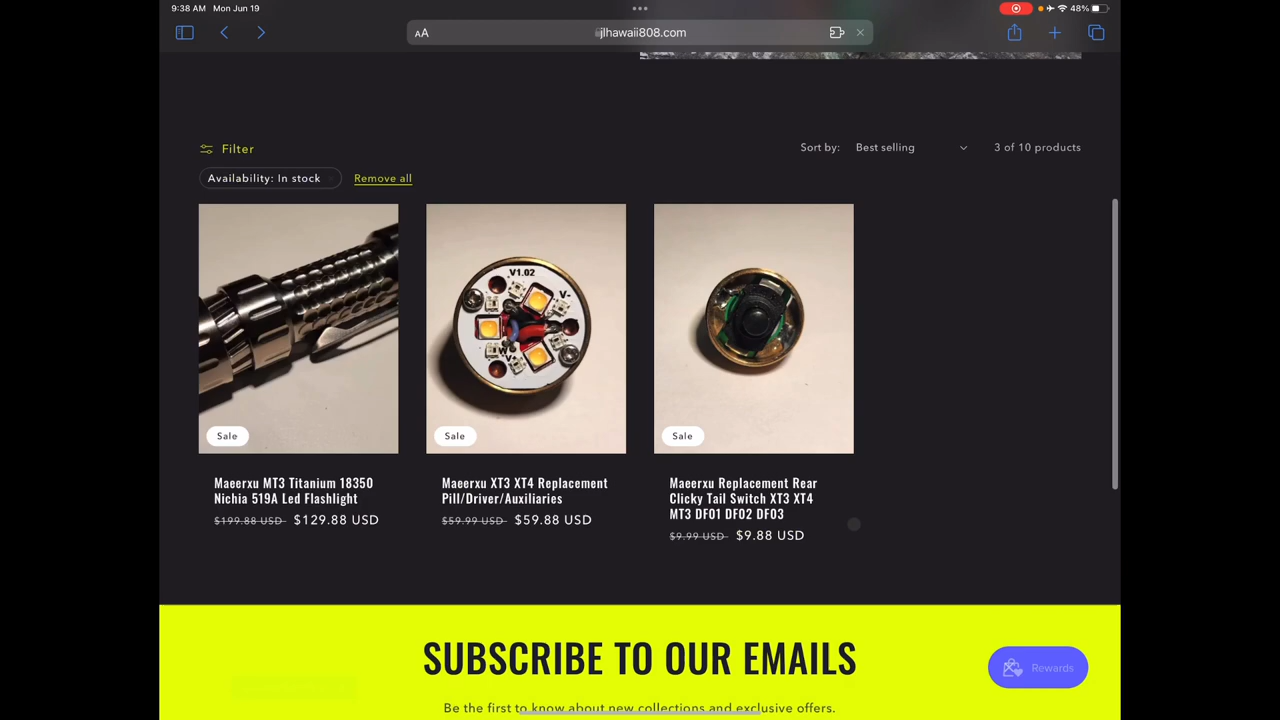 9:38 AM Mon Jun 19
48%
AA
jlhawaii808.com
Filter
Sort by: Best selling
3 of 10 products
Availability: In stock
Remove all
V1.02
V-
Sale
Sale
Sale
Maeerxu MT3 Titanium 18350
Nichia 519A Led Flashlight
$199.88 USD $129.88 USD
Maeerxu XT3 XT4 Replacement
Pill/Driver/Auxiliaries
$59.99 USD $59.88 USD
Maeerxu Replacement Rear
Clicky Tail Switch XT3 XT4
MT3 DF01 DF02 DF03
$9.99 USD $9.88 USD
SUBSCRIBE TO OUR EMAILS
Be the first to know about new collections and exclusive offers.
Rewards